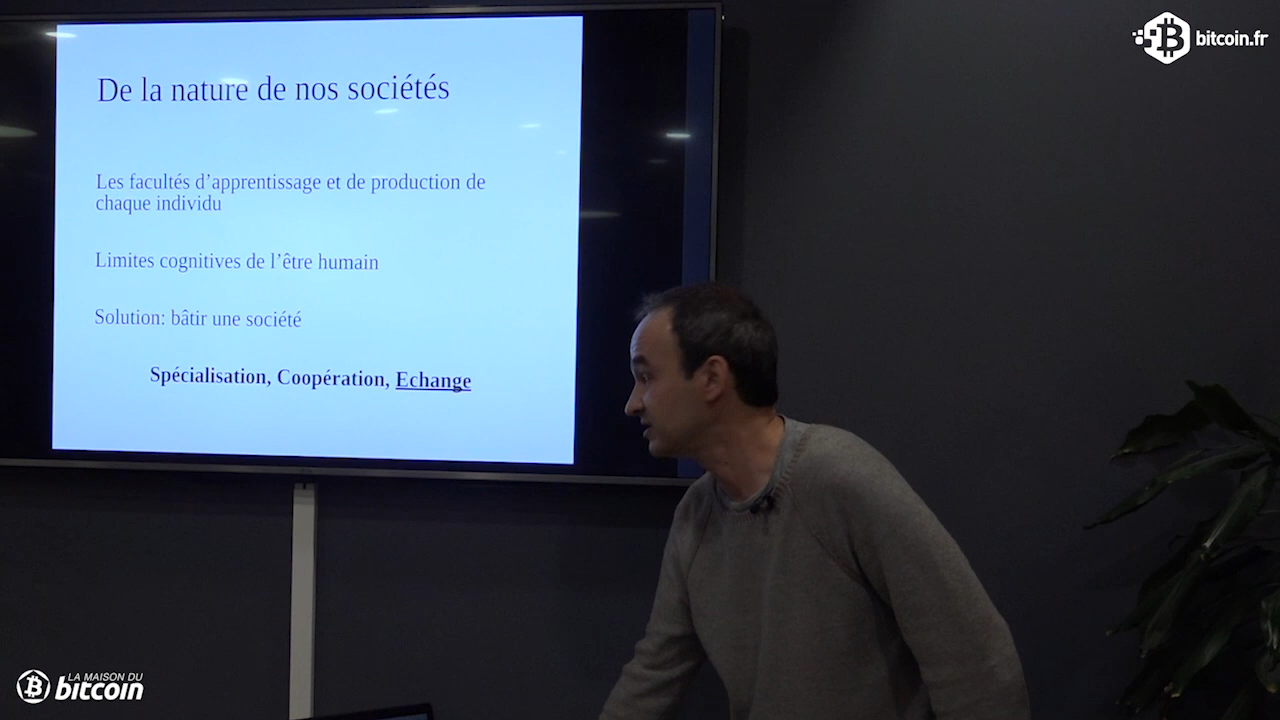 bitcoin.fr
De la nature de nos sociétés
Les facultés d’apprentissage et de production de
chaque individu
Limites cognitives de l’être humain
Solution: bâtir une société
Spécialisation, Coopération, Echange
LA MAISON DU
bitcoin